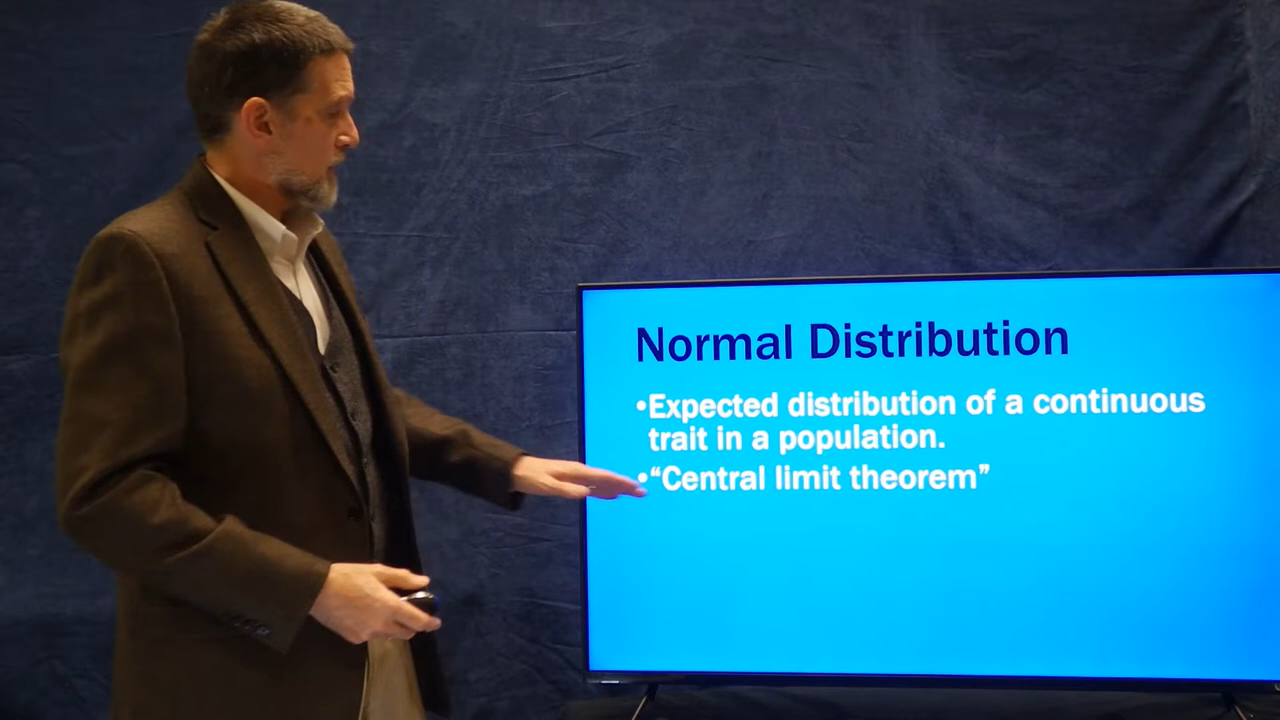 Normal Distribution
•Expected distribution of a continuous
trait in a population.
•“Central limit theorem”